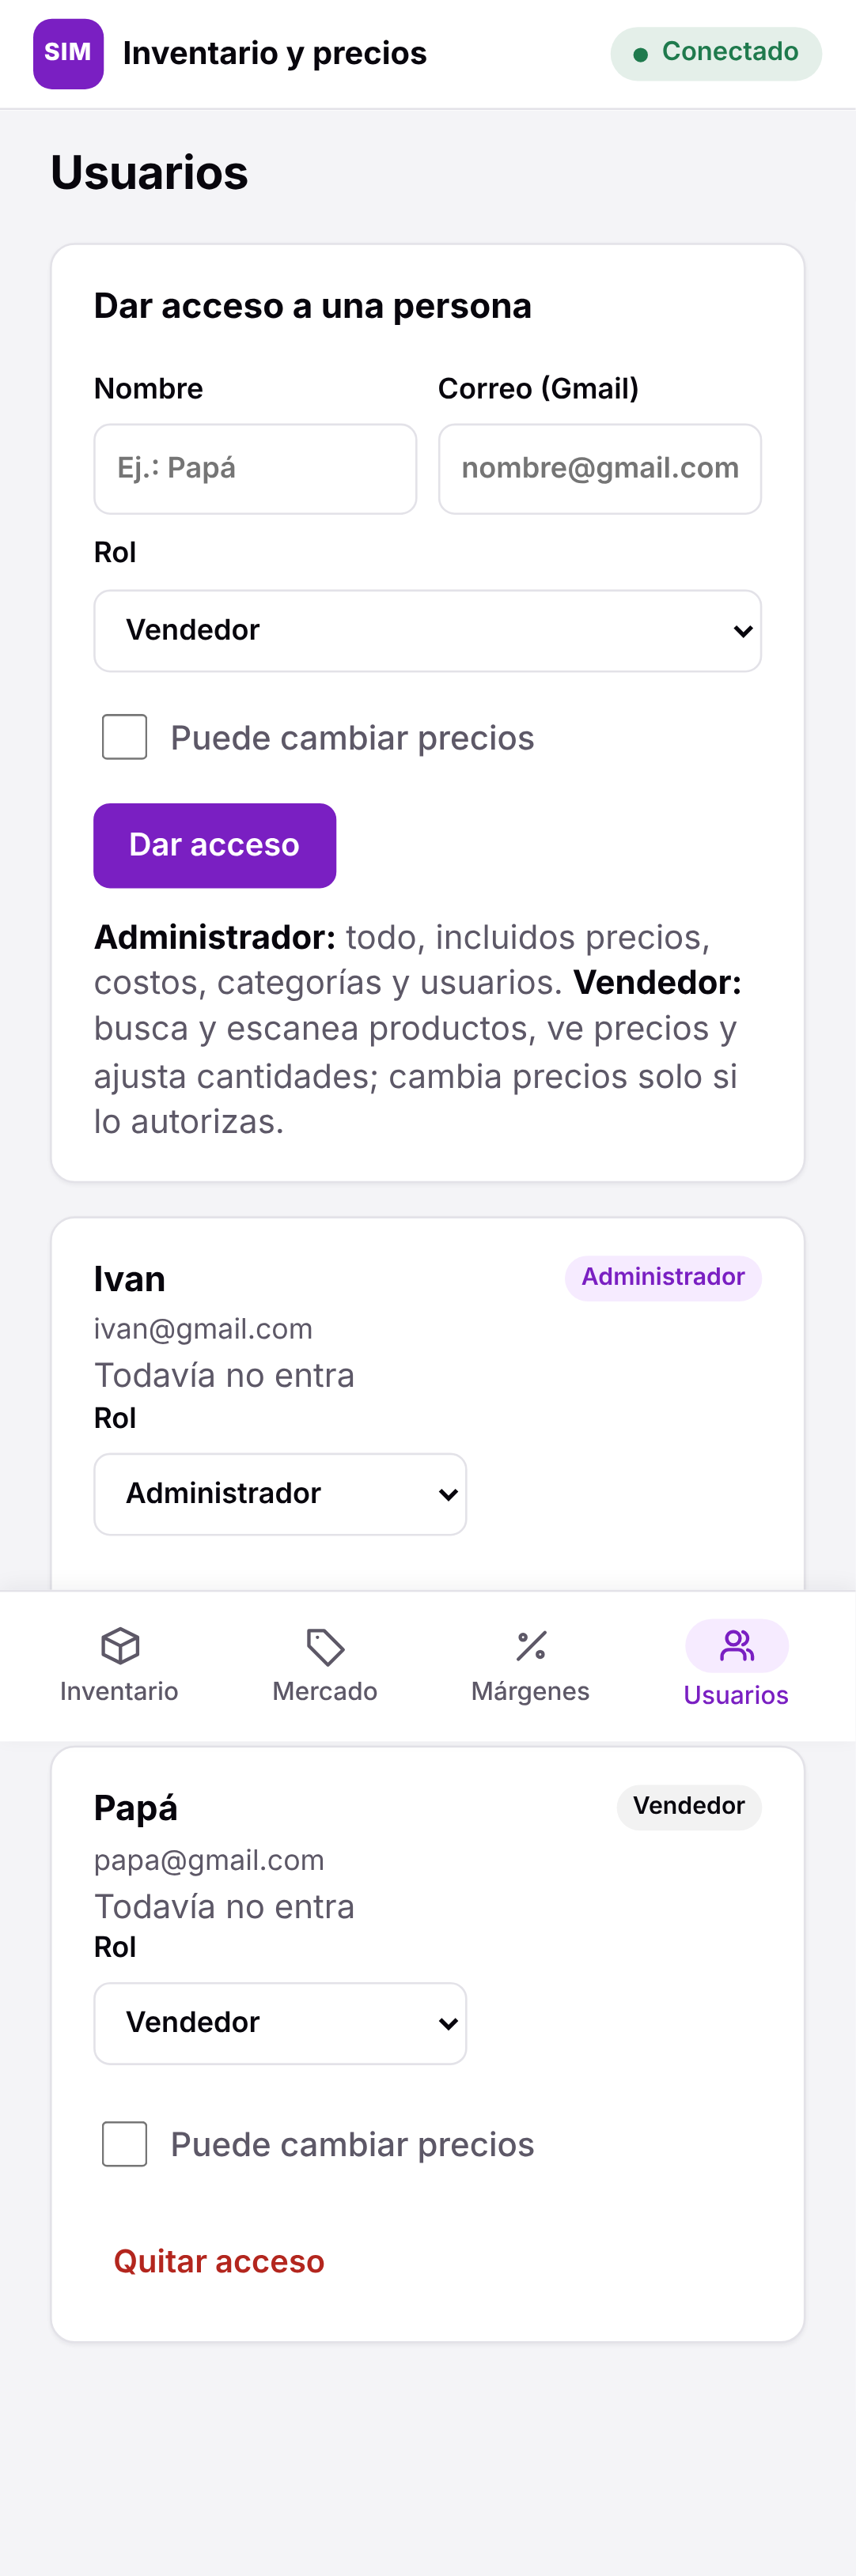 SIM
Inventario y precios
Conectado
Usuarios
Dar acceso a una persona
Nombre
Correo (Gmail)
Ej.: Papá
nombre@gmail.com
Rol
Vendedor
Puede cambiar precios
Dar acceso
Administrador: todo, incluidos precios,
costos, categorías y usuarios. Vendedor:
busca y escanea productos, ve precios y
ajusta cantidades; cambia precios solo si
lo autorizas.
Ivan
Administrador
ivan@gmail.com
Todavía no entra
Rol
Administrador
Inventario
Mercado
Márgenes
Usuarios
Papá
Vendedor
papa@gmail.com
Todavía no entra
Rol
Vendedor
Puede cambiar precios
Quitar acceso